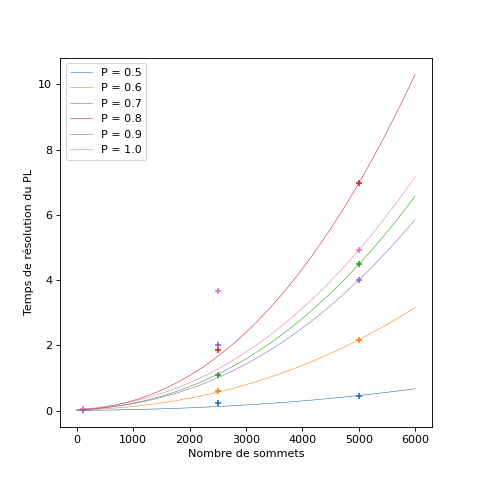 P = 0.5
P = 0.6
P = 0.7
P = 0.8
P = 0.9
P = 1.0
10
8
6
4
2
0
Temps de résolution du PL
0 1000 2000 3000 4000 5000 6000
Nombre de sommets